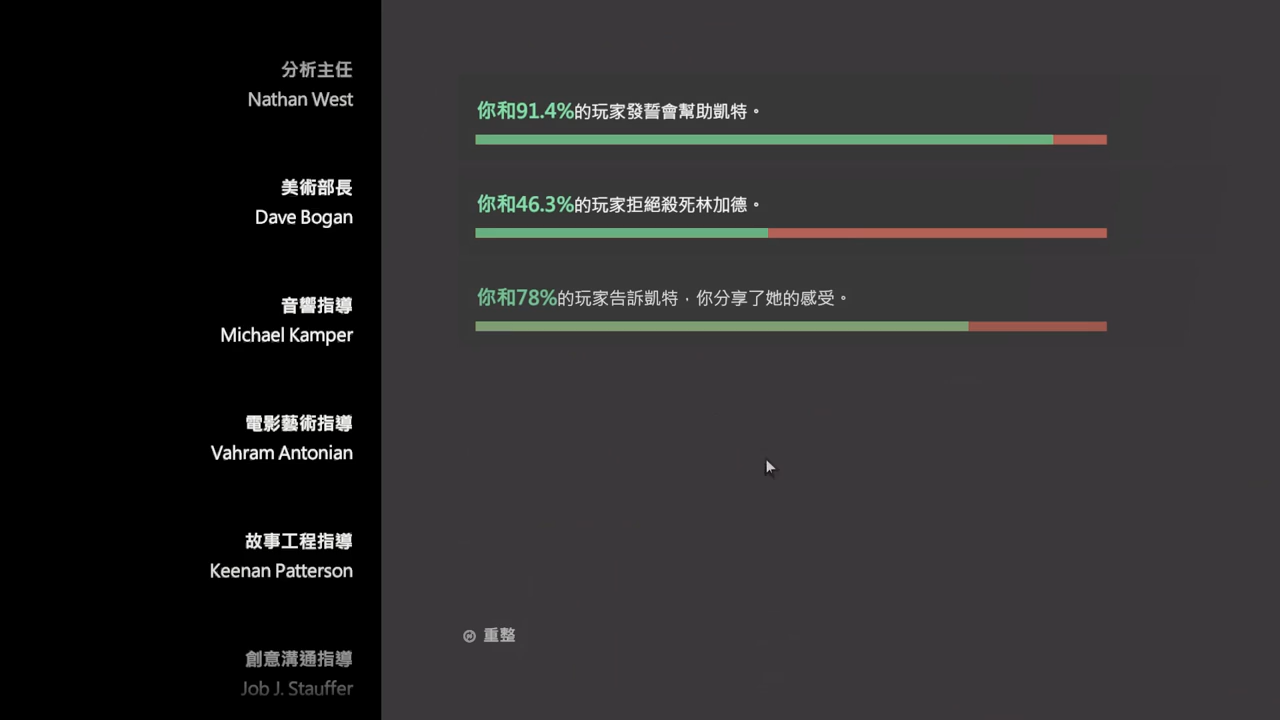 分析主任
Nathan West
美術部長
Dave Bogan
音響指導
Michael Kamper
電影藝術指導
Vahram Antonian
故事工程指導
Keenan Patterson
創意溝通指導
Job J. Stauffer
你和91.4%的玩家發誓會幫助凱特。
你和46.3%的玩家拒絕殺死林加德。
你和78%的玩家告訴凱特，你分享了她的感受。
重整